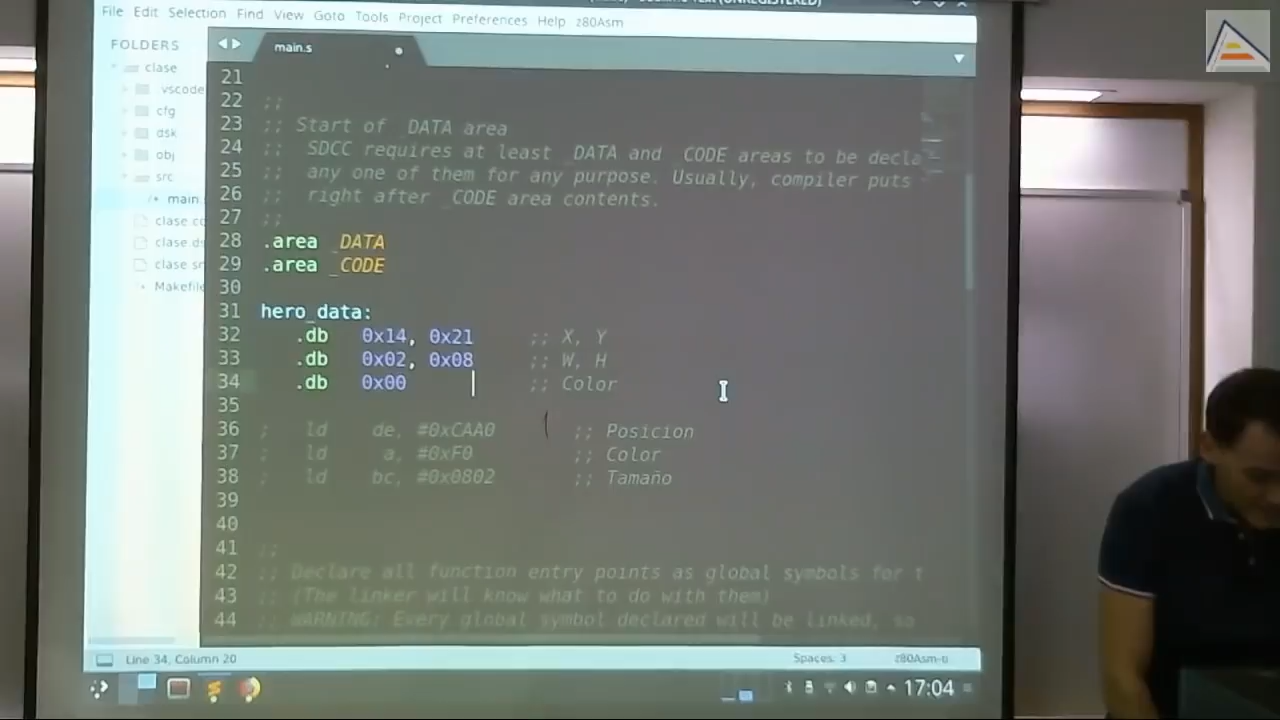 File Edit Selection Find View Goto Tools Project Preferences Help z80Asm
FOLDERS
clase
.vscode
cfg
dsk
obj
src
main.
clase.
clase.
clase.
Makefile
main.s
21
22 ;;
23 ;; Start of _DATA area
24 ;;  SDCC requires at least _DATA and _CODE areas to be decla
25 ;;  any one of them for any purpose. Usually, compiler puts
26 ;;  right after _CODE area contents.
27 ;;
28 .area _DATA
29 .area _CODE
30
31 hero_data:
32 .db 0x14, 0x21 ;; X, Y
33 .db 0x02, 0x08 ;; W, H
34 .db 0x00 ;; Color
35
36 ; ld de, #0xCAA0 ;; Posicion
37 ; ld a, #0xF0 ;; Color
38 ; ld bc, #0x0802 ;; Tamaño
39
40
41 ;;
42 ;; Declare all function entry points as global symbols for t
43 ;; (The linker will know what to do with them)
44 ;; WARNING: Every global symbol declared will be linked, so
Line 34, Column 20
Spaces: 3
17:04